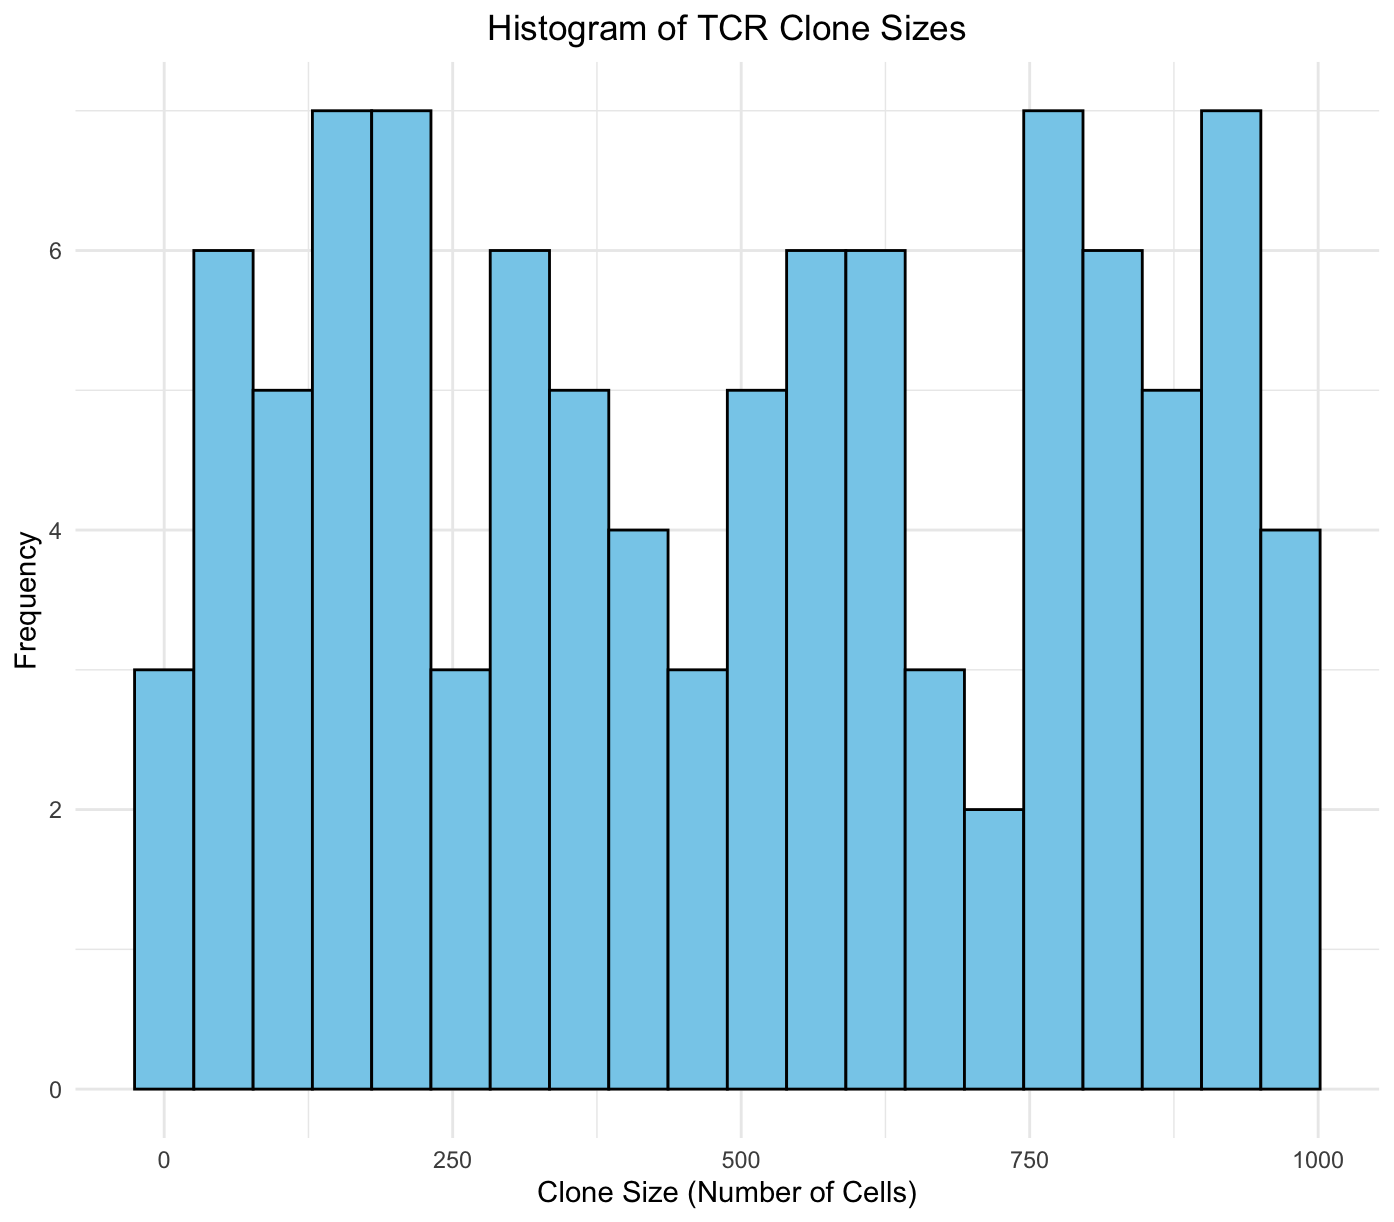 Histogram of TCR Clone Sizes
Frequency
6
4
2
0
0 250 500 750 1000
Clone Size (Number of Cells)